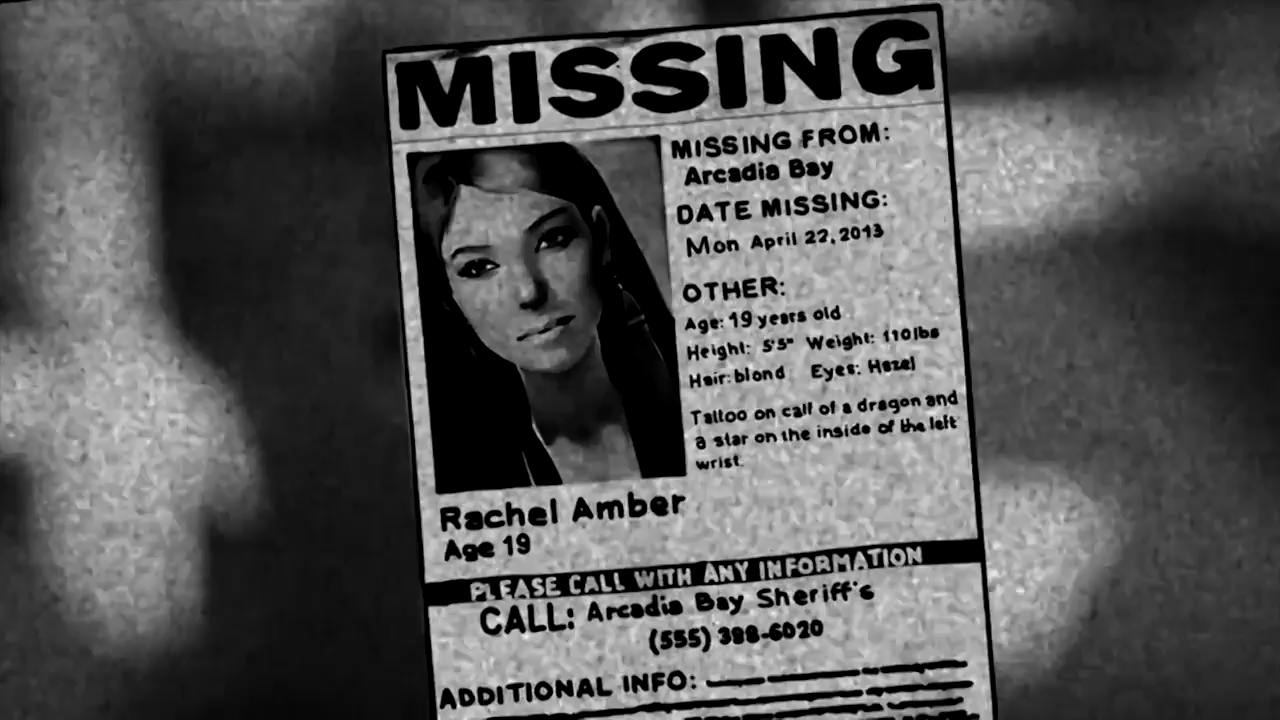 MISSING
MISSING FROM:
Arcadia Bay
DATE MISSING:
Mon April 22, 2013
OTHER:
Age: 19 years old
Height: 5'5" Weight: 110lbs
Hair: blond Eyes: Hazel
Tattoo on calf of a dragon and
a star on the inside of the left
wrist.
Rachel Amber
Age 19
PLEASE CALL WITH ANY INFORMATION
CALL: Arcadia Bay Sheriff's
(555) 398-6020
ADDITIONAL INFO: